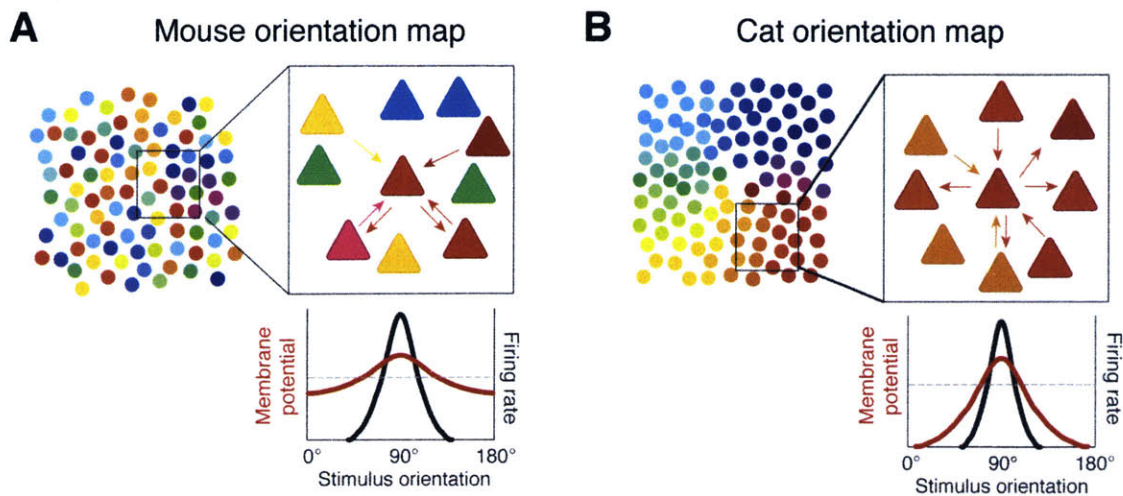 A Mouse orientation map
Membrane potential
Firing rate
0° 90° 180°
Stimulus orientation
B Cat orientation map
Membrane potential
Firing rate
0° 90° 180°
Stimulus orientation